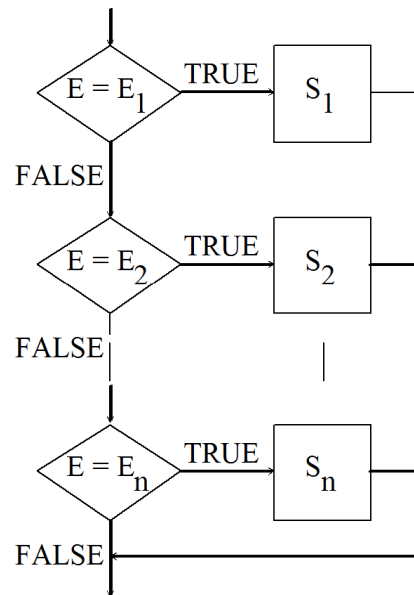 TRUE
E = E1 S1
FALSE
TRUE
E = E2 S2
FALSE
TRUE
E = En Sn
FALSE